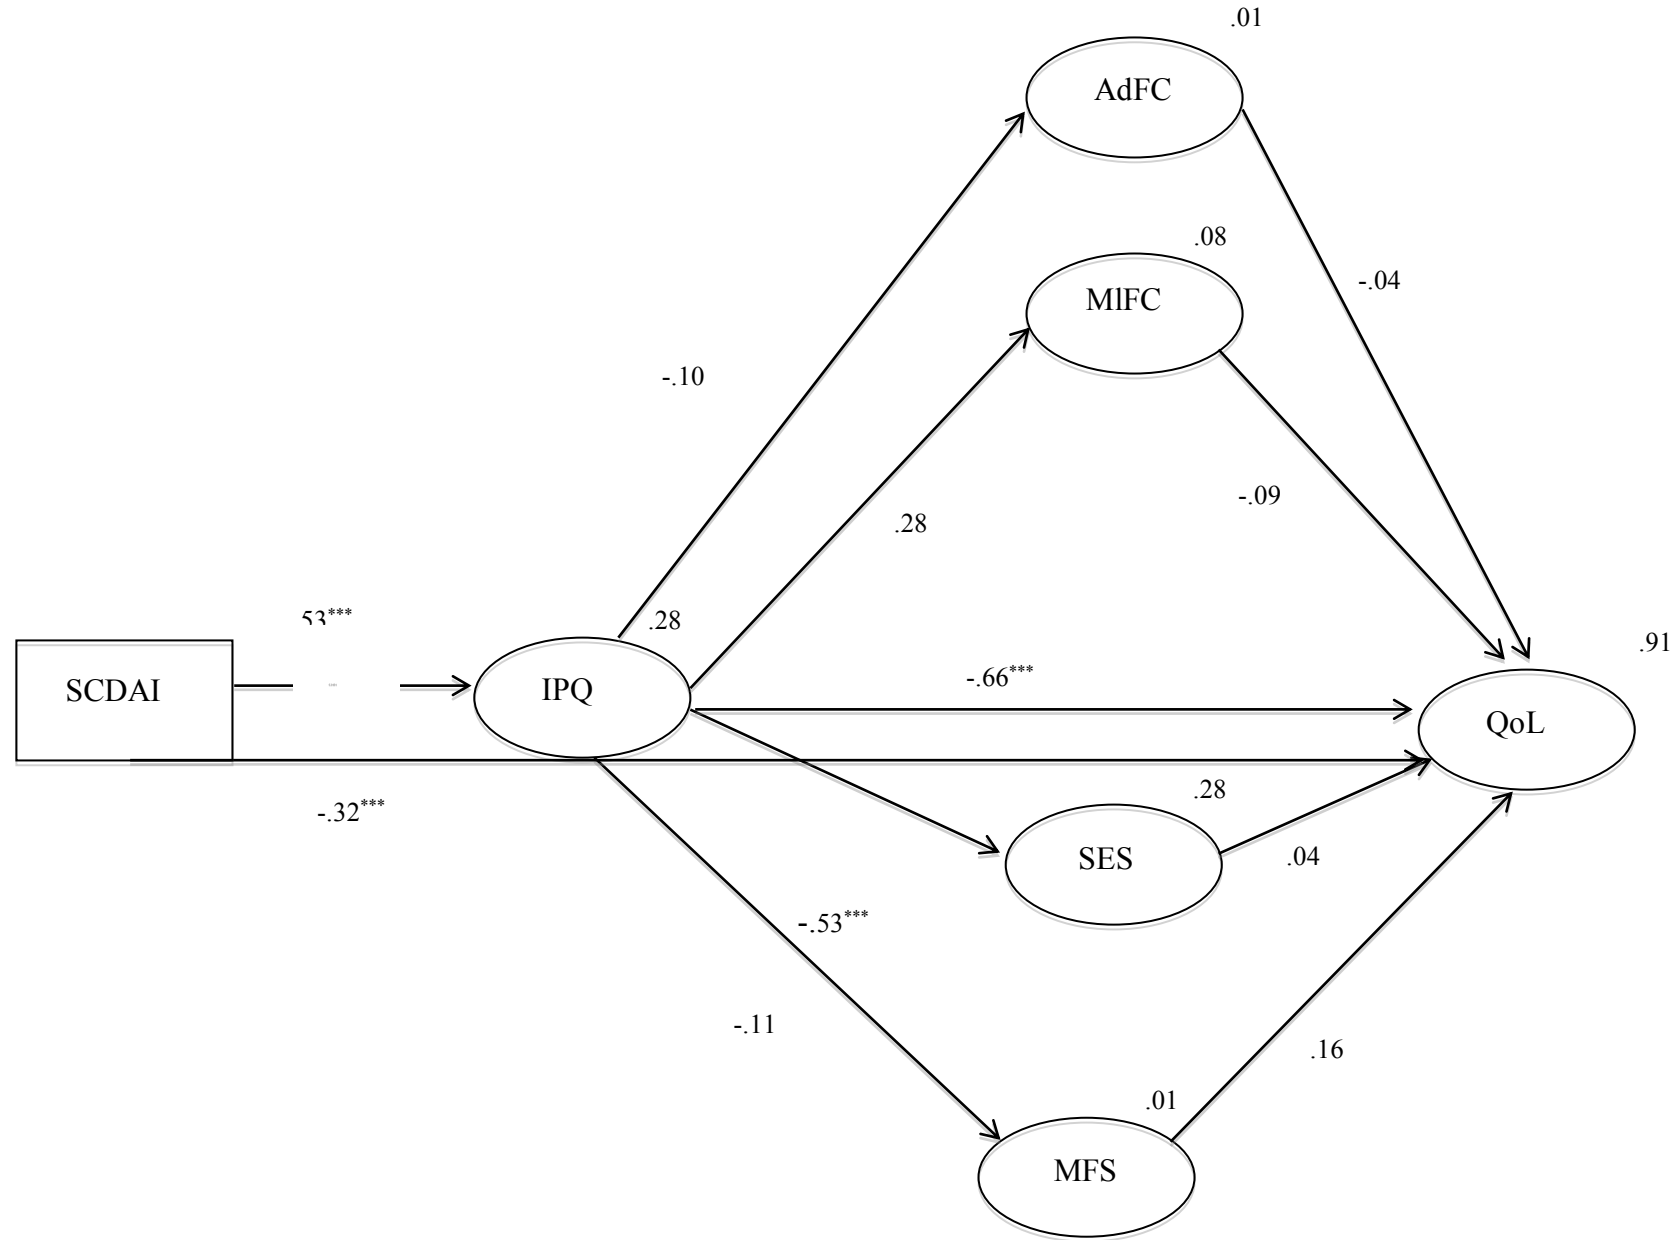 .01
AdFC
.08
-.04
MlFC
-.10
-.09
.28
53***
.28
.91
-.66***
SCDAI
IPQ
QoL
.28
-.32***
SES
.04
-.53***
-.11
.16
.01
MFS